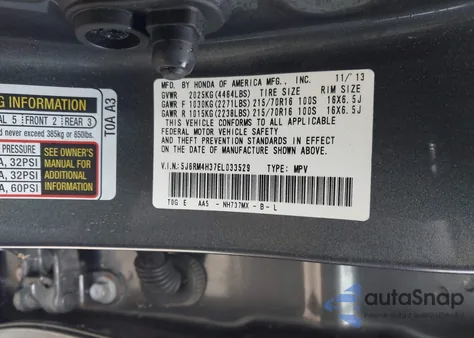 G INFORMATION
AL 5 | FRONT 2 | REAR 3
d never exceed 385kg or 850lbs.
PRESSURE
A, 32PSI
A, 32PSI
A, 60PSI
SEE OWNER'S
MANUAL FOR
ADDITIONAL
INFORMATION
T0A A3
MFD. BY HONDA OF AMERICA MFG., INC. 11/13
GVWR 2025KG(4464LBS) TIRE SIZE RIM SIZE
GAWR F 1030KG(2271LBS) 215/70R16 100S 16X6.5J
GAWR R 1015KG(2238LBS) 215/70R16 100S 16X6.5J
THIS VEHICLE CONFORMS TO ALL APPLICABLE
FEDERAL MOTOR VEHICLE SAFETY AND
THEFT PREVENTION STANDARDS IN EFFECT
ON THE DATE OF MANUFACTURE SHOWN ABOVE.
V.I.N: 5J6RM4H37EL033529 TYPE: MPV
T0G E AA5 - NH737MX - B - L
autoSnap